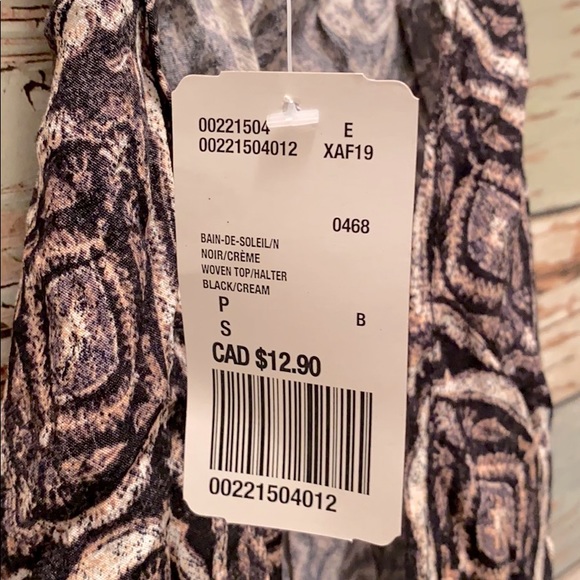 00221504 E
00221504012 XAF19
0468
BAIN-DE-SOLEIL/N
NOIR/CRÈME
WOVEN TOP/HALTER
BLACK/CREAM
P
S B
CAD $12.90
00221504012